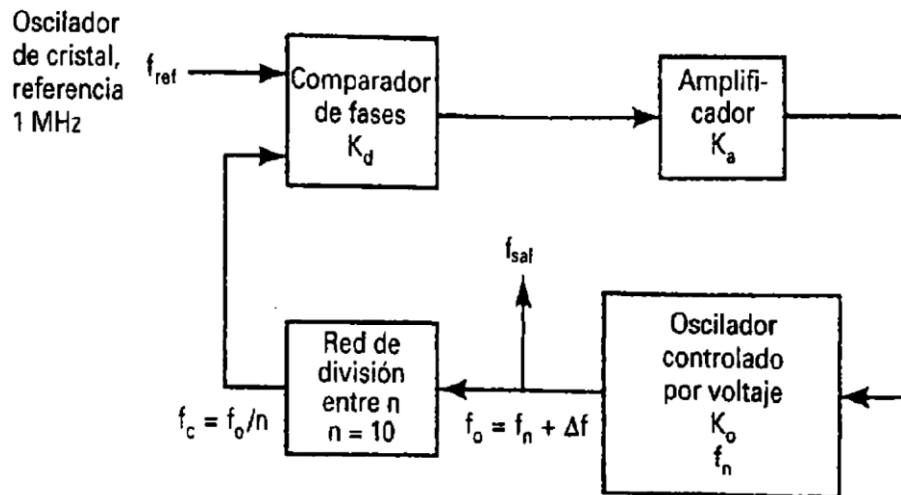 Oscilador
de cristal,
referencia
1 MHz
f_ref
Comparador
de fases
K_d
Amplifi-
cador
K_a
f_sal
Red de
división
entre n
n = 10
Oscilador
controlado
por voltaje
K_o
f_n
f_c = f_o/n
f_o = f_n + Δf